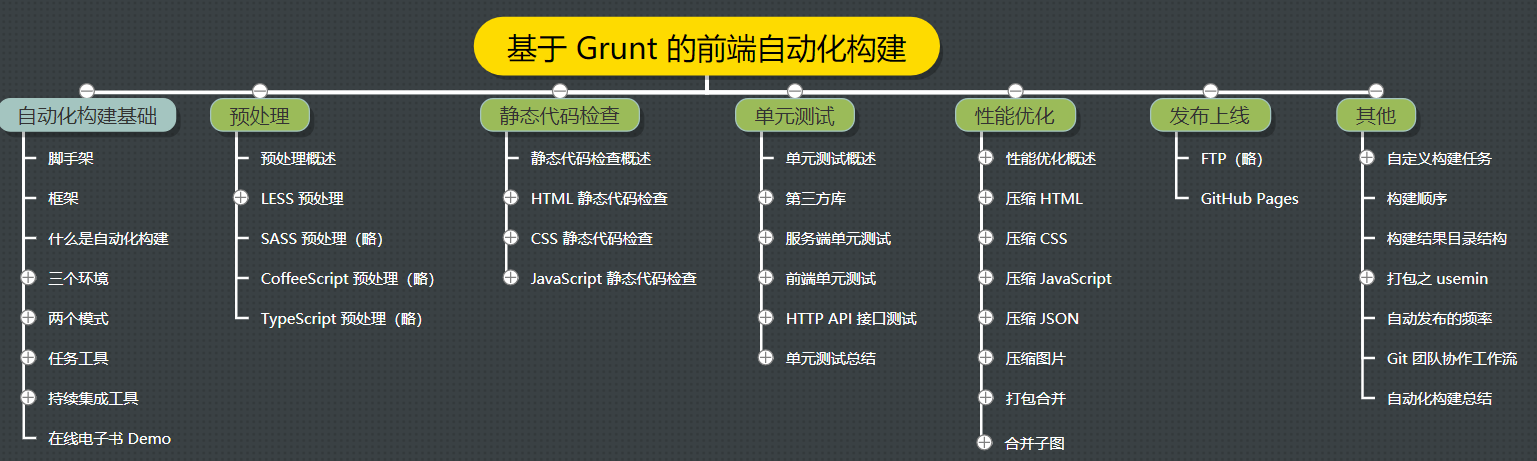 基于 Grunt 的前端自动化构建
自动化构建基础
脚手架
框架
什么是自动化构建
三个环境
两个模式
任务工具
持续集成工具
在线电子书 Demo
预处理
预处理概述
LESS 预处理
SASS 预处理（略）
CoffeeScript 预处理（略）
TypeScript 预处理（略）
静态代码检查
静态代码检查概述
HTML 静态代码检查
CSS 静态代码检查
JavaScript 静态代码检查
单元测试
单元测试概述
第三方库
服务端单元测试
前端单元测试
HTTP API 接口测试
单元测试总结
性能优化
性能优化概述
压缩 HTML
压缩 CSS
压缩 JavaScript
压缩 JSON
压缩图片
打包合并
合并子图
发布上线
FTP（略）
GitHub Pages
其他
自定义构建任务
构建顺序
构建结果目录结构
打包之 usemin
自动发布的频率
Git 团队协作工作流
自动化构建总结